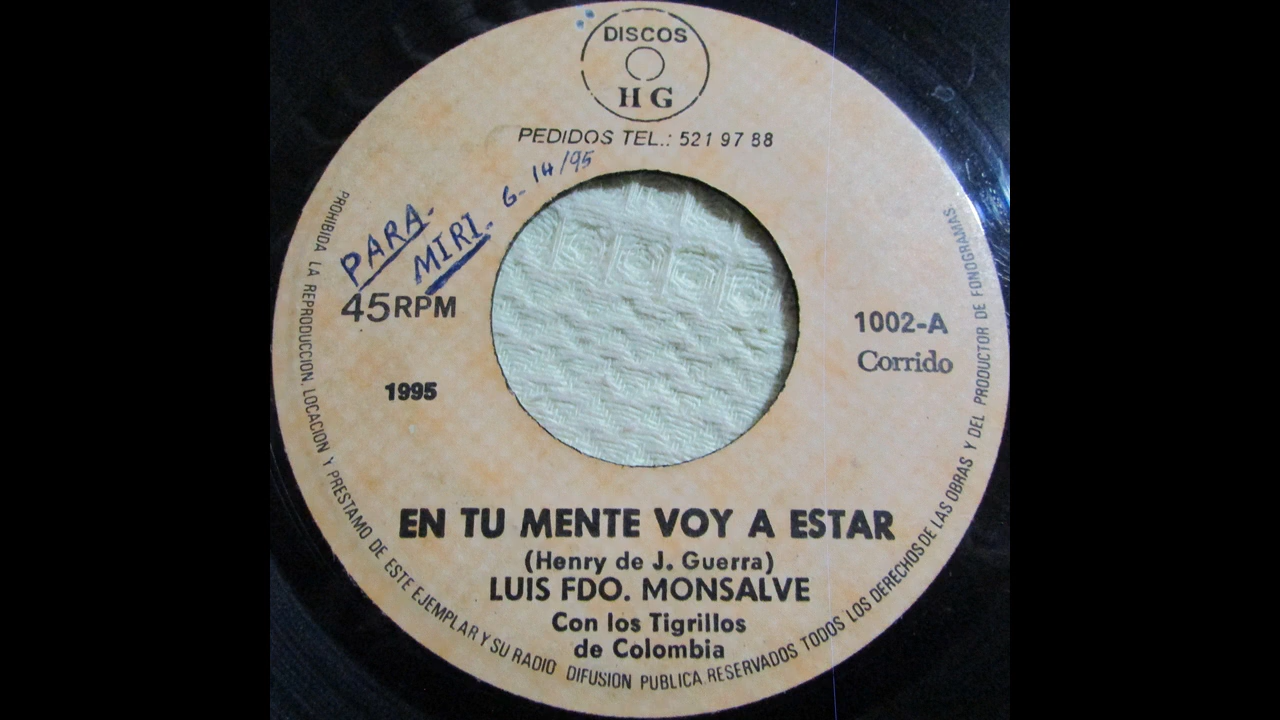 DISCOS
H G
PEDIDOS TEL.: 521 97 88
PARA-
MIRI- 6-14/95
45 RPM
1002-A
Corrido
1995
EN TU MENTE VOY A ESTAR
(Henry de J. Guerra)
LUIS FDO. MONSALVE
Con los Tigrillos
de Colombia
PROHIBIDA LA REPRODUCCION, LOCACION Y PRESTAMO DE ESTE EJEMPLAR Y SU RADIO DIFUSION PUBLICA RESERVADOS TODOS LOS DERECHOS DE LAS OBRAS Y DEL PRODUCTOR DE FONOGRAMAS.